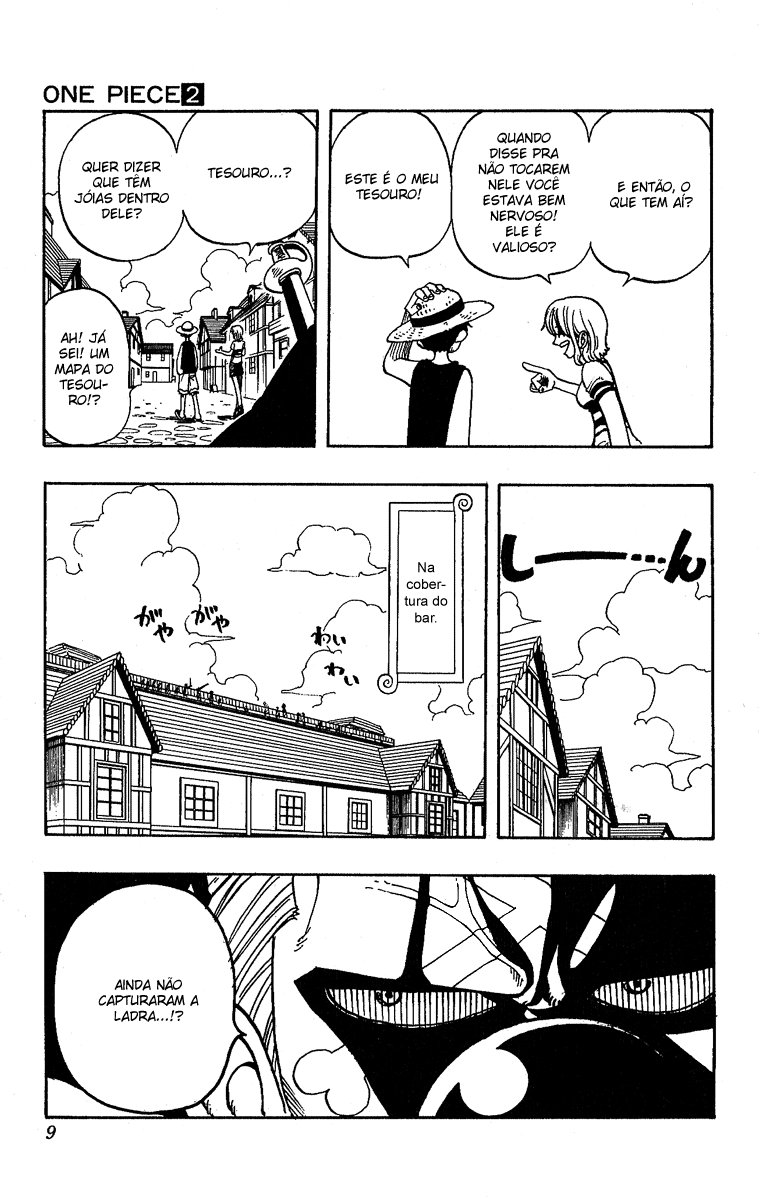 ONE PIECE 2
E ENTÃO, O
QUE TEM AÍ?
QUANDO
DISSE PRA
NÃO TOCAREM
NELE VOCÊ
ESTAVA BEM
NERVOSO!
ELE É
VALIOSO?
ESTE É O MEU
TESOURO!
TESOURO...?
QUER DIZER
QUE TÊM
JÓIAS DENTRO
DELE?
AH! JÁ
SEI! UM
MAPA DO
TESOU-
RO!?
しーーん
Na
cober-
tura do
bar.
わい
わい
がや
がや
AINDA NÃO
CAPTURARAM A
LADRA...!?
9